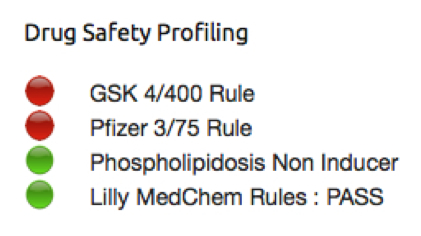 Drug Safety Profiling
GSK 4/400 Rule
Pfizer 3/75 Rule
Phospholipidosis Non Inducer
Lilly MedChem Rules : PASS